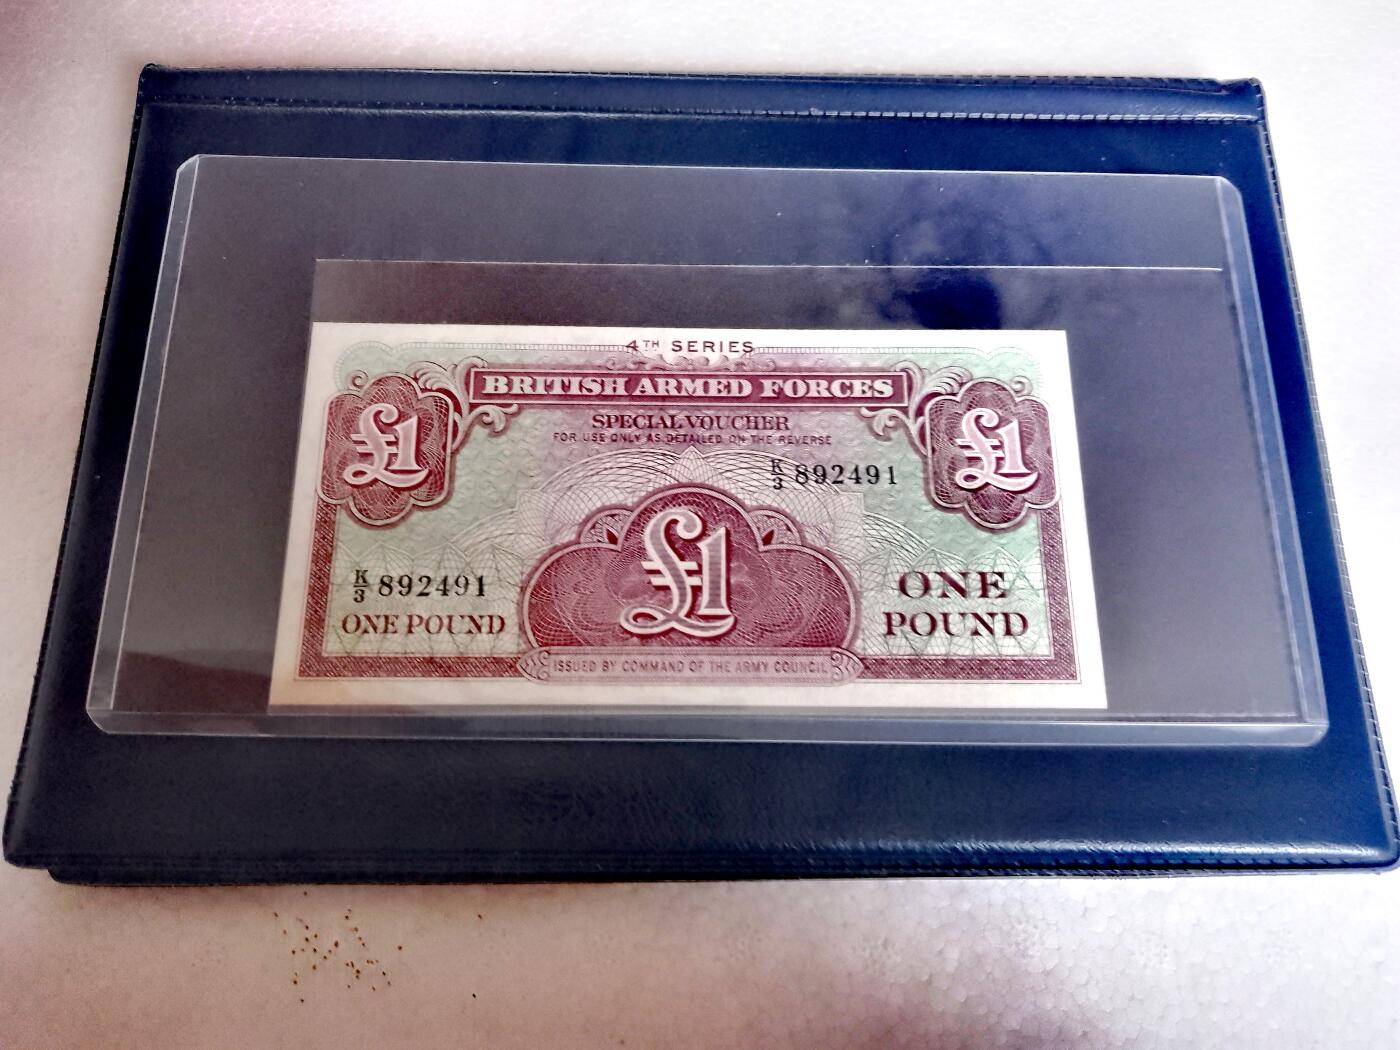 4TH SERIES
BRITISH ARMED FORCES
£1
£1
SPECIAL VOUCHER
FOR USE ONLY AS DETAILED ON THE REVERSE
K/3 892491
£1
K/3 892491
ONE POUND
ONE
POUND
ISSUED BY COMMAND OF THE ARMY COUNCIL